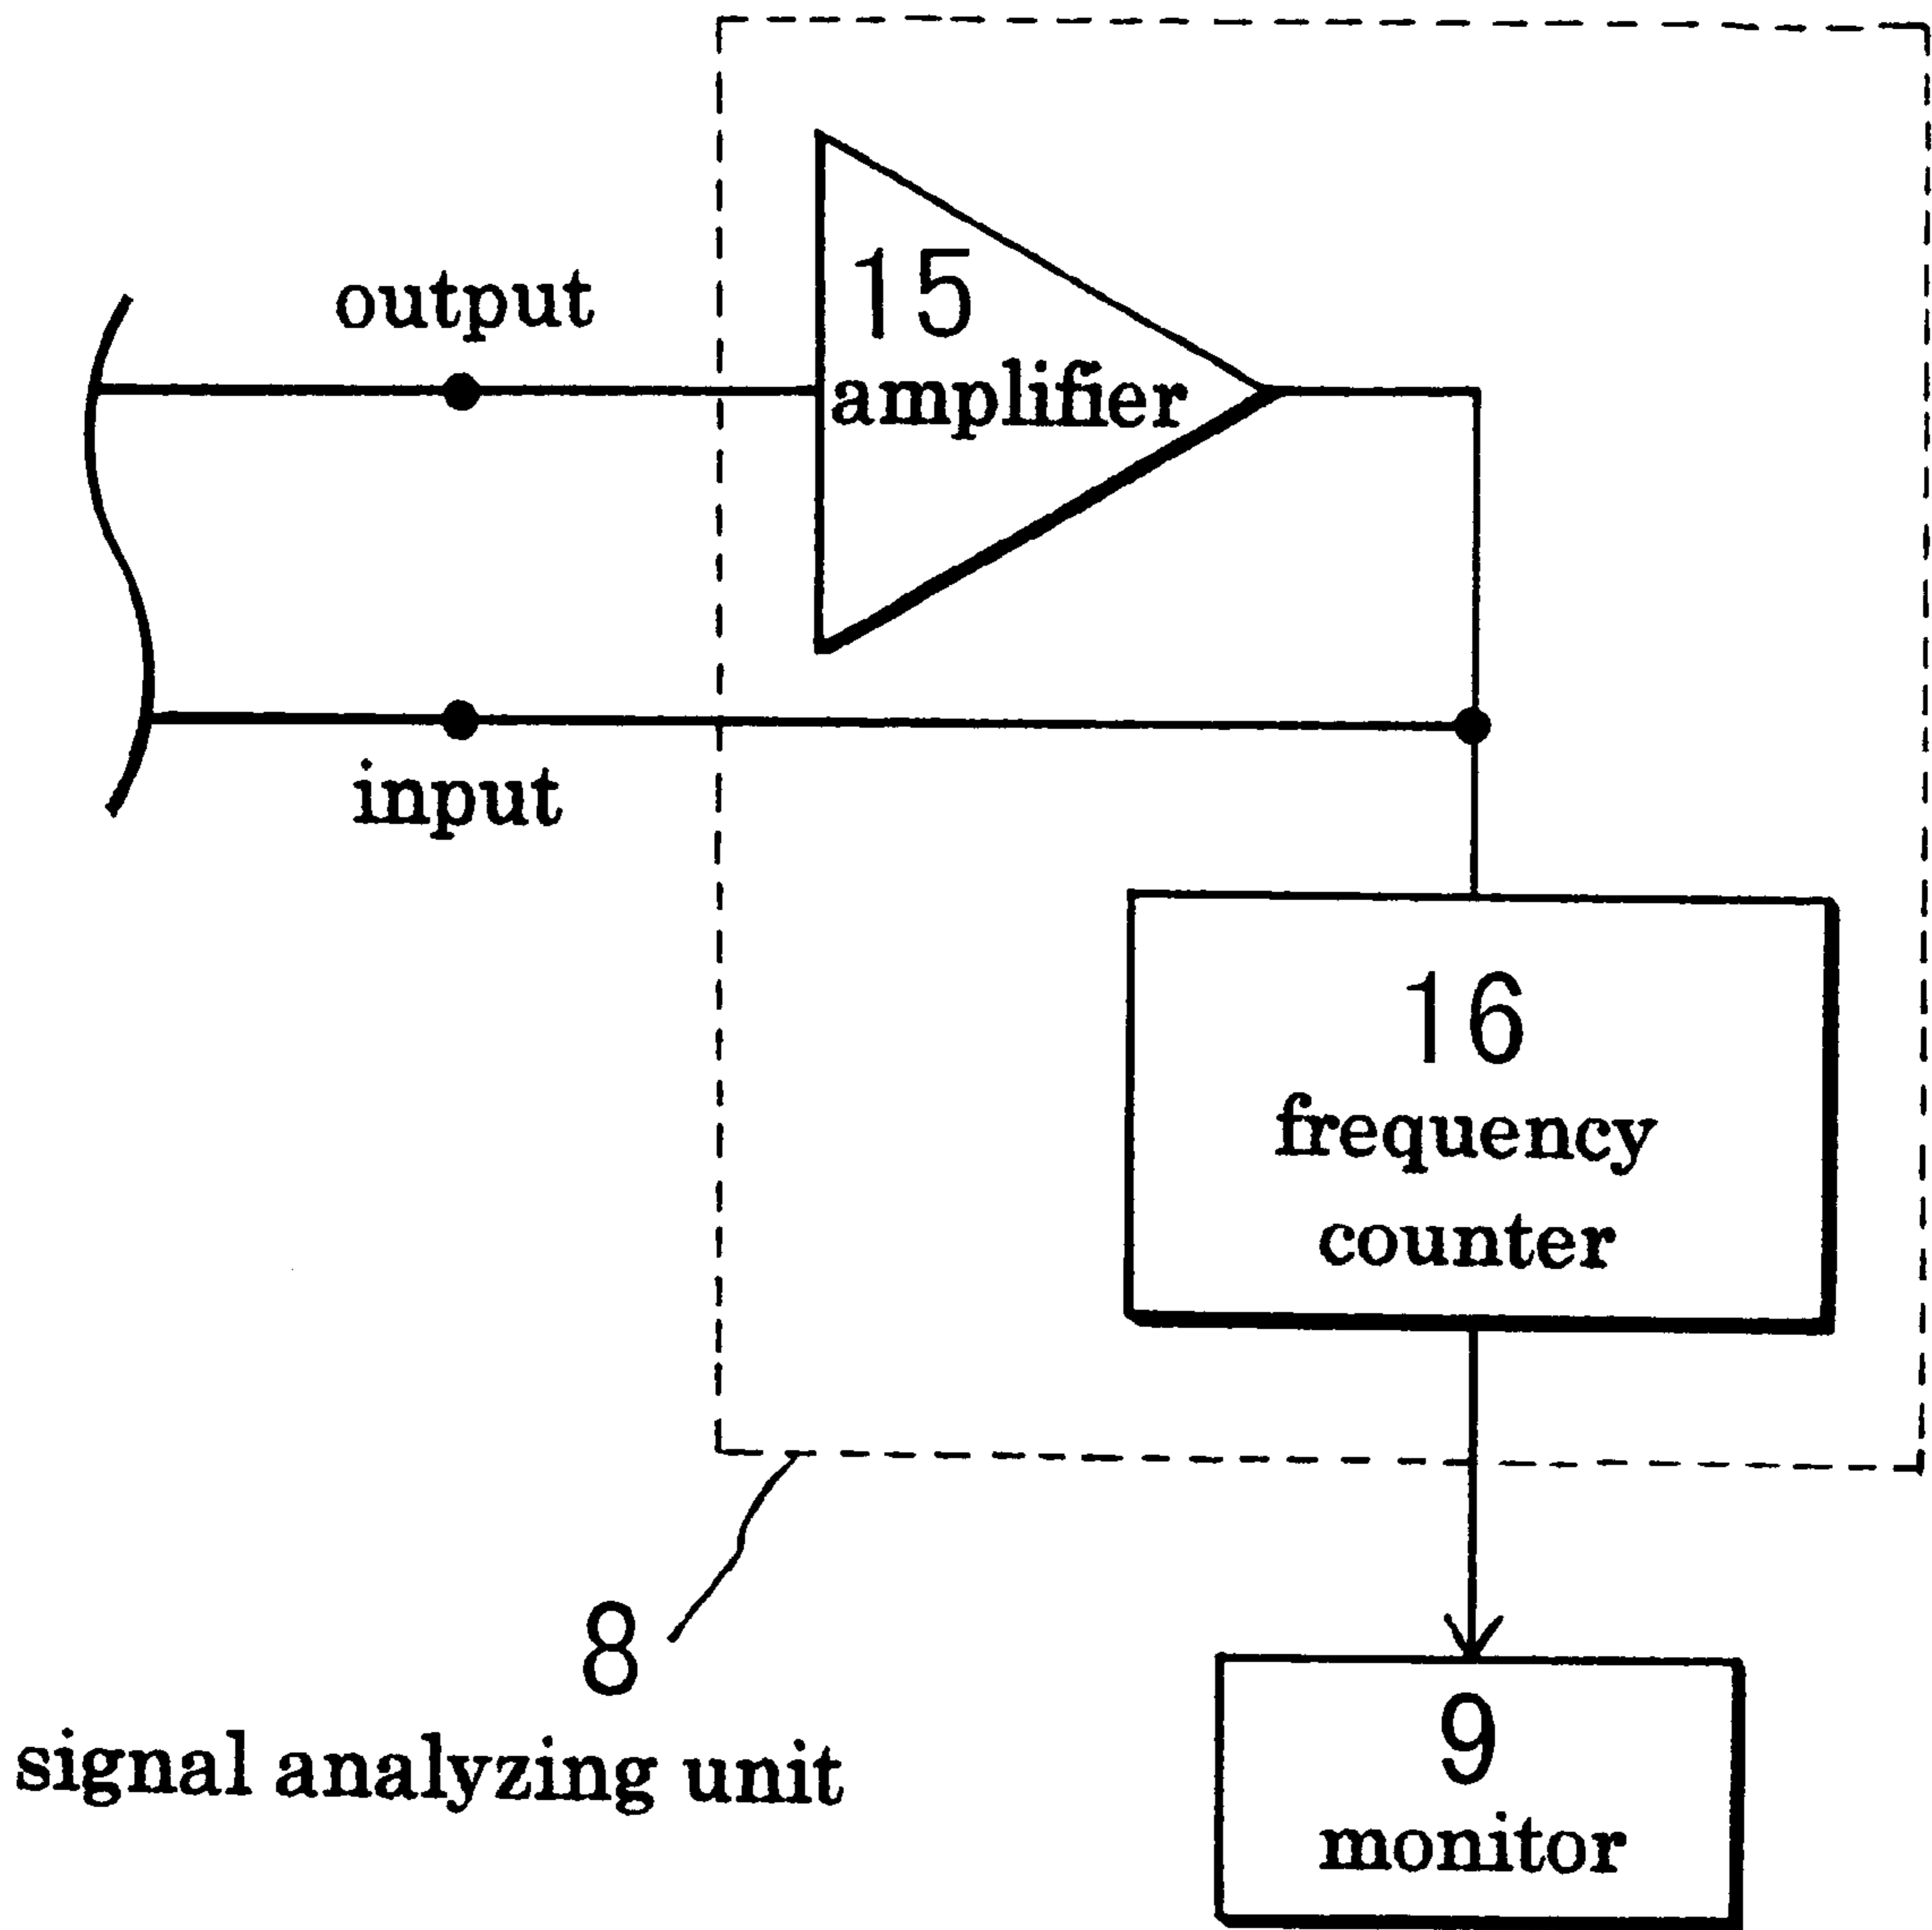 output
15
amplifier
input
16
frequency
counter
8
signal analyzing unit
9
monitor